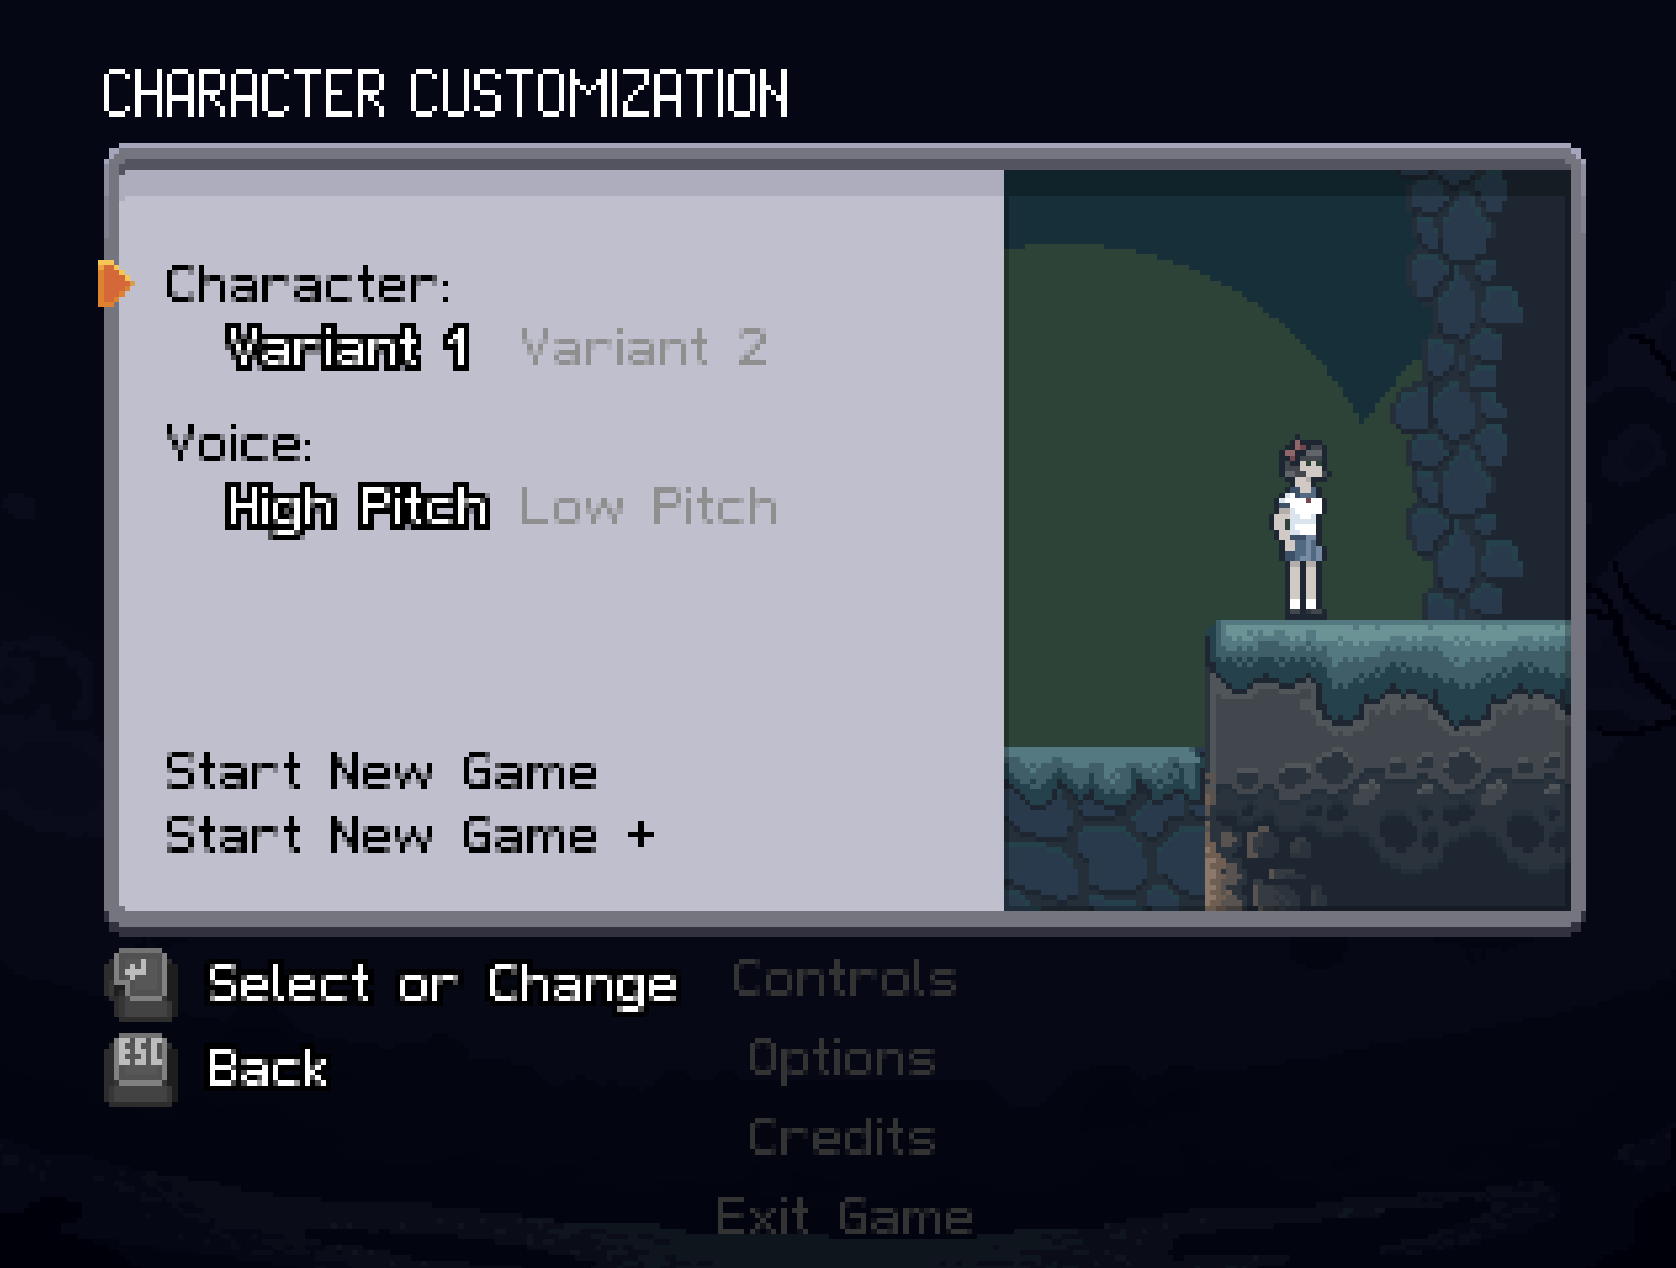 CHARACTER CUSTOMIZATION
Character:
Variant 1 Variant 2
Voice:
High Pitch Low Pitch
Start New Game
Start New Game +
Select or Change
Controls
ESC Back
Options
Credits
Exit Game